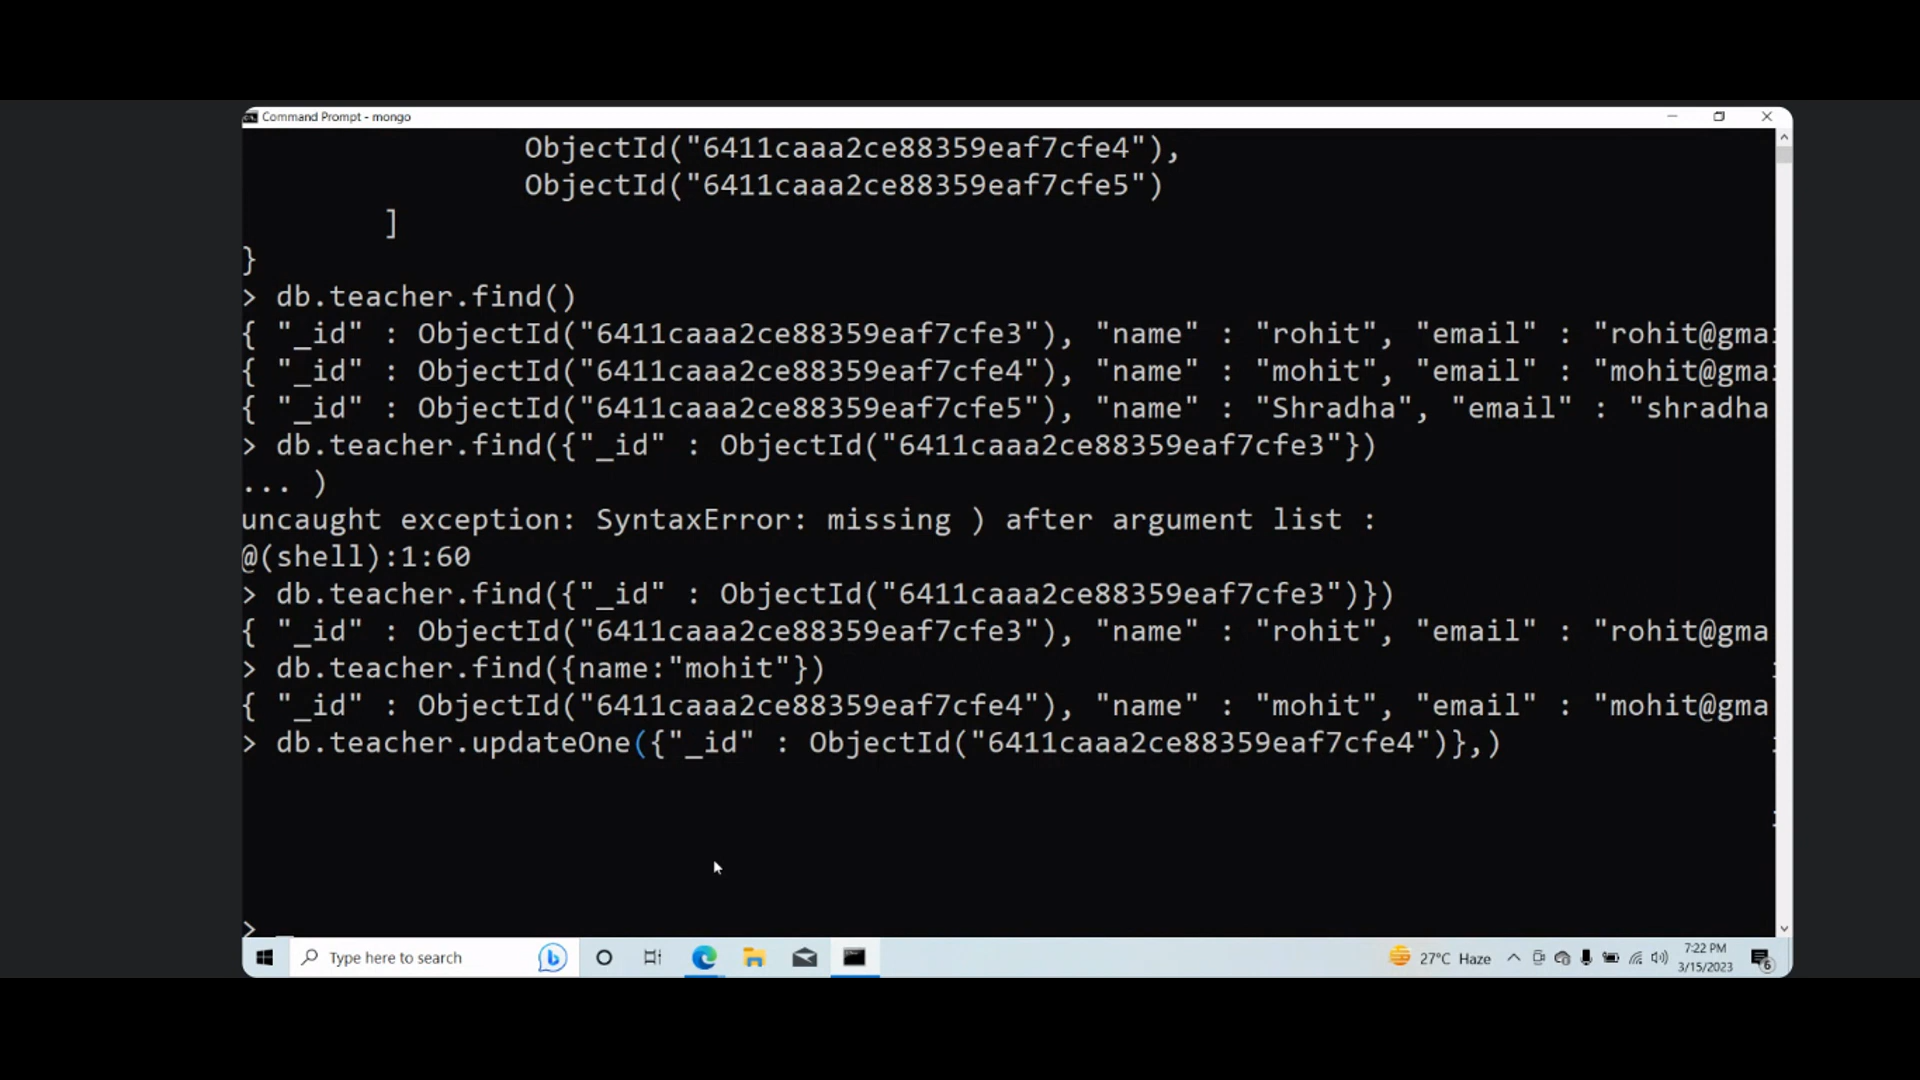 Command Prompt - mongo
ObjectId("6411caaa2ce88359eaf7cfe4"),
ObjectId("6411caaa2ce88359eaf7cfe5")
]
}
> db.teacher.find()
{ "_id" : ObjectId("6411caaa2ce88359eaf7cfe3"), "name" : "rohit", "email" : "rohit@gmai
{ "_id" : ObjectId("6411caaa2ce88359eaf7cfe4"), "name" : "mohit", "email" : "mohit@gmai
{ "_id" : ObjectId("6411caaa2ce88359eaf7cfe5"), "name" : "Shradha", "email" : "shradha
> db.teacher.find({"_id" : ObjectId("6411caaa2ce88359eaf7cfe3"})
... )
uncaught exception: SyntaxError: missing ) after argument list :
@(shell):1:60
> db.teacher.find({"_id" : ObjectId("6411caaa2ce88359eaf7cfe3")})
{ "_id" : ObjectId("6411caaa2ce88359eaf7cfe3"), "name" : "rohit", "email" : "rohit@gma
> db.teacher.find({name:"mohit"})
{ "_id" : ObjectId("6411caaa2ce88359eaf7cfe4"), "name" : "mohit", "email" : "mohit@gma
> db.teacher.updateOne({"_id" : ObjectId("6411caaa2ce88359eaf7cfe4")},)
>
Type here to search
27°C Haze
7:22 PM
3/15/2023
6